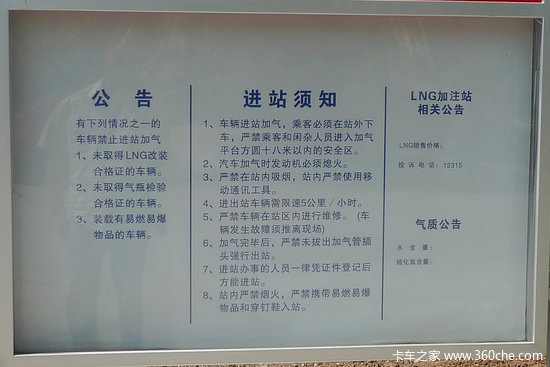 公告
有下列情况之一的
车辆禁止进站加气
1、未取得LNG改装
合格证的车辆。
2、未取得气瓶检验
合格证的车辆。
3、装载有易燃易爆
物品的车辆。
进站须知
1、车辆进站加气，乘客必须在站外下
车，严禁乘客和闲杂人员进入加气
平台方圆十八米以内的安全区。
2、汽车加气时发动机必须熄火。
3、严禁在站内吸烟，站内严禁使用移
动通讯工具。
4、进出站车辆需限速5公里／小时。
5、严禁车辆在站区内进行维修。（车
辆发生故障须推离现场）
6、加气完毕后，严禁未拔出加气管插
头强行出站。
7、进站办事的人员一律凭证件登记后
方能进站。
8、站内严禁烟火，严禁携带易燃易爆
物品和穿钉鞋入站。
LNG加注站
相关公告
LNG销售价格：
投诉电话：12315
气质公告
水含量：
硫化氢含量：
卡车之家 www.360che.com